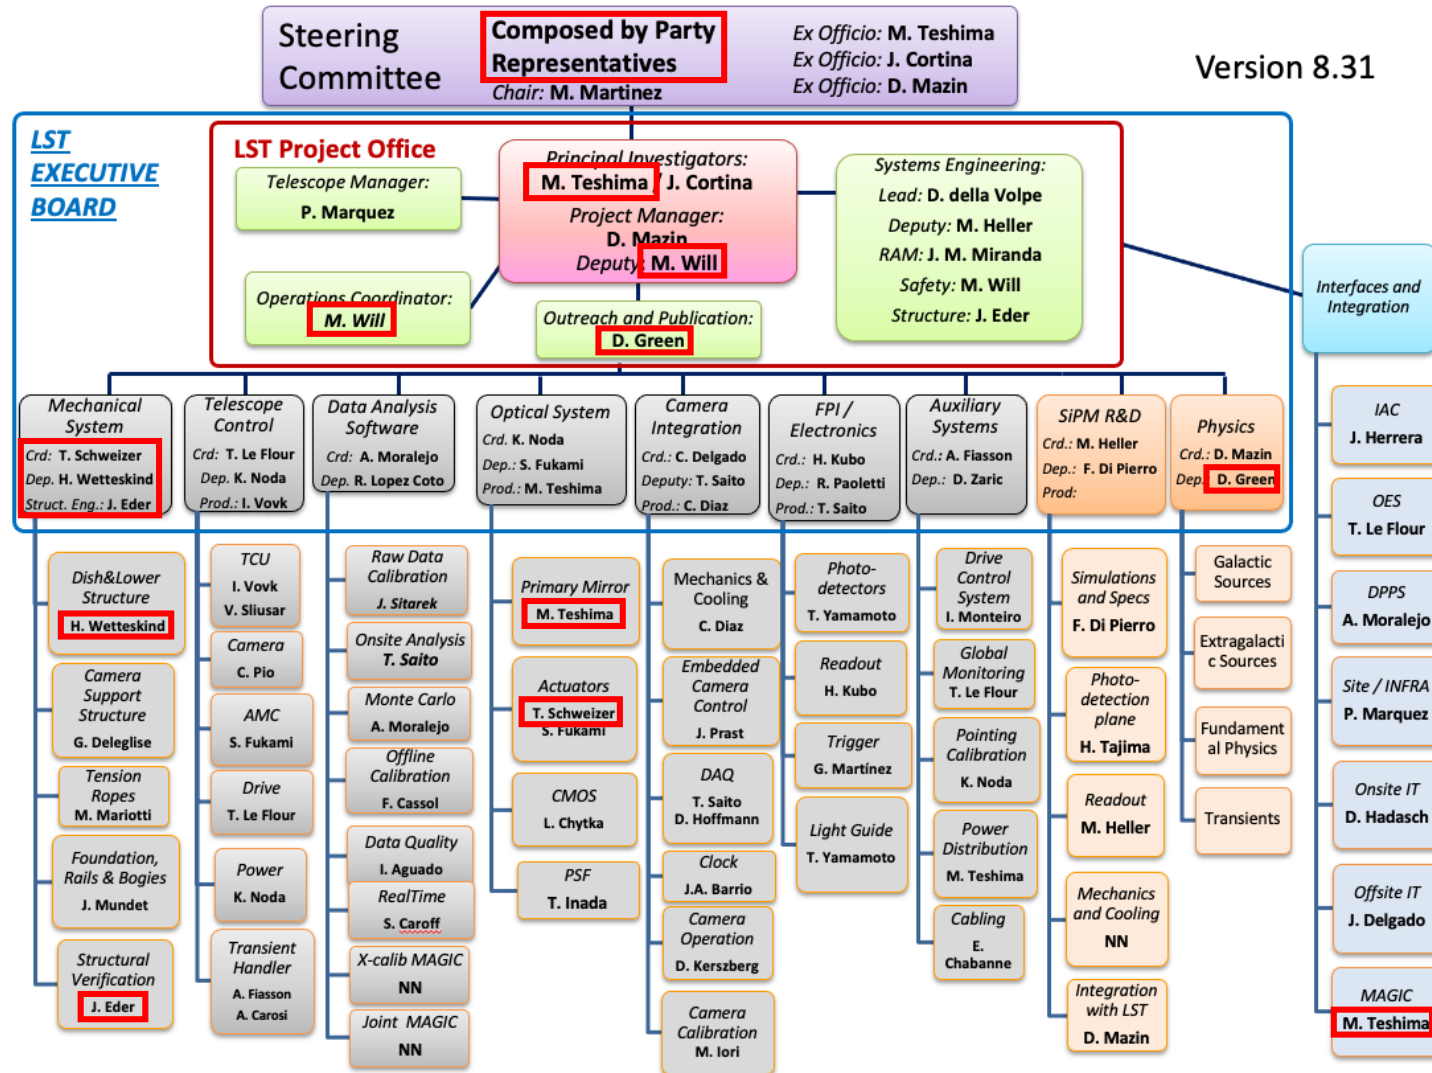 Steering
Committee
Composed by Party
Representatives
Chair: M. Martinez
Ex Officio: M. Teshima
Ex Officio: J. Cortina
Ex Officio: D. Mazin
Version 8.31
LST
EXECUTIVE
BOARD
LST Project Office
Telescope Manager:
P. Marquez
Principal Investigators:
M. Teshima / J. Cortina
Project Manager:
D. Mazin
Deputy: M. Will
Systems Engineering:
Lead: D. della Volpe
Deputy: M. Heller
RAM: J. M. Miranda
Safety: M. Will
Structure: J. Eder
Operations Coordinator:
M. Will
Outreach and Publication:
D. Green
Interfaces and
Integration
Mechanical
System
Crd: T. Schweizer
Dep. H. Wetteskind
Struct. Eng.: J. Eder
Telescope
Control
Crd: T. Le Flour
Dep. K. Noda
Prod.: I. Vovk
Data Analysis
Software
Crd: A. Moralejo
Dep. R. Lopez Coto
Optical System
Crd. K. Noda
Dep.: S. Fukami
Prod.: M. Teshima
Camera
Integration
Crd.: C. Delgado
Deputy: T. Saito
Prod.: C. Diaz
FPI /
Electronics
Crd.: H. Kubo
Dep.: R. Paoletti
Prod.: T. Saito
Auxiliary
Systems
Crd.: A. Fiasson
Dep.: D. Zaric
SiPM R&D
Crd.: M. Heller
Dep.: F. Di Pierro
Prod:
Physics
Crd.: D. Mazin
Dep. D. Green
Dish&Lower
Structure
H. Wetteskind
Camera
Support
Structure
G. Deleglise
Tension
Ropes
M. Mariotti
Foundation,
Rails & Bogies
J. Mundet
Structural
Verification
J. Eder
TCU
I. Vovk
V. Sliusar
Camera
C. Pio
AMC
S. Fukami
Drive
T. Le Flour
Power
K. Noda
Transient
Handler
A. Fiasson
A. Carosi
Raw Data
Calibration
J. Sitarek
Onsite Analysis
T. Saito
Monte Carlo
A. Moralejo
Offline
Calibration
F. Cassol
Data Quality
I. Aguado
RealTime
S. Caroff
X-calib MAGIC
NN
Joint MAGIC
NN
Primary Mirror
M. Teshima
Actuators
T. Schweizer
S. Fukami
CMOS
L. Chytka
PSF
T. Inada
Mechanics &
Cooling
C. Diaz
Embedded
Camera
Control
J. Prast
DAQ
T. Saito
D. Hoffmann
Clock
J.A. Barrio
Camera
Operation
D. Kerszberg
Camera
Calibration
M. Iori
Photo-
detectors
T. Yamamoto
Readout
H. Kubo
Trigger
G. Martínez
Light Guide
T. Yamamoto
Drive
Control
System
I. Monteiro
Global
Monitoring
T. Le Flour
Pointing
Calibration
K. Noda
Power
Distribution
M. Teshima
Cabling
E.
Chabanne
Simulations
and Specs
F. Di Pierro
Photo-
detection
plane
H. Tajima
Readout
M. Heller
Mechanics
and Cooling
NN
Integration
with LST
D. Mazin
Galactic
Sources
Extragalacti
c Sources
Fundament
al Physics
Transients
IAC
J. Herrera
OES
T. Le Flour
DPPS
A. Moralejo
Site / INFRA
P. Marquez
Onsite IT
D. Hadasch
Offsite IT
J. Delgado
MAGIC
M. Teshima